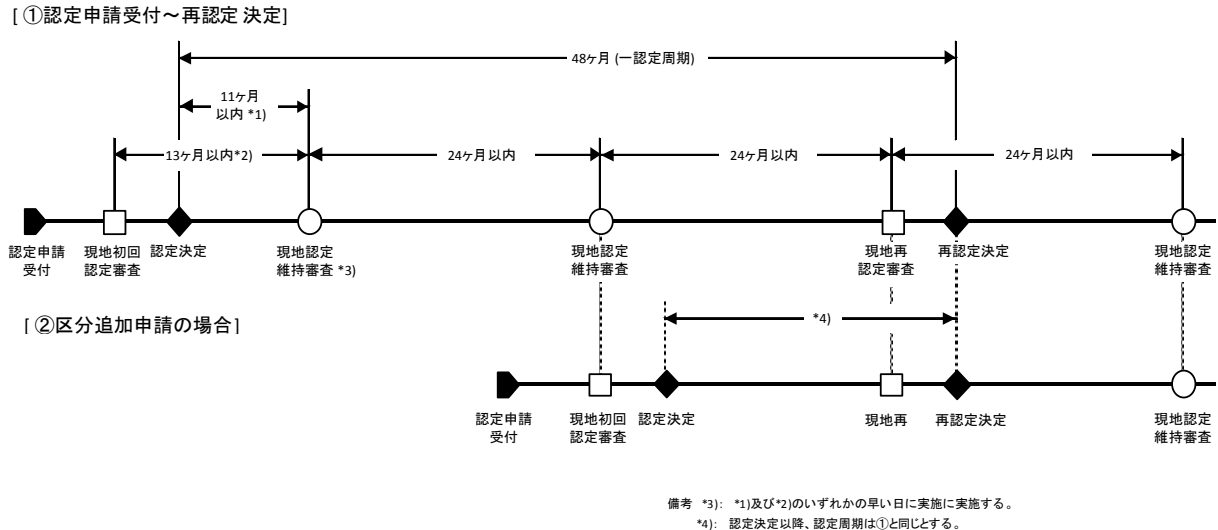 [ ①認定申請受付～再認定 決定]
48ヶ月 (一認定周期)
11ヶ月
以内 *1)
13ヶ月以内*2)
24ヶ月以内
24ヶ月以内
24ヶ月以内
認定申請
受付
現地初回
認定審査
認定決定
現地認定
維持審査 *3)
現地認定
維持審査
現地再
認定審査
再認定決定
現地認定
維持審査
[ ②区分追加申請の場合]
*4)
認定申請
受付
現地初回
認定審査
認定決定
現地再
再認定決定
現地認定
維持審査
備考 *3): *1)及び*2)のいずれかの早い日に実施に実施する。
*4): 認定決定以降、認定周期は①と同じとする。